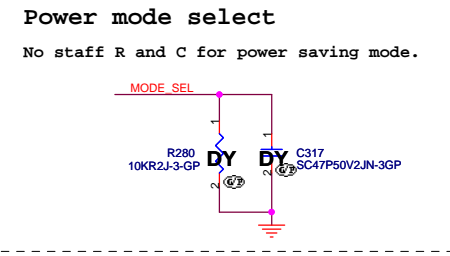 Power mode select
No staff R and C for power saving mode.
MODE_SEL
1
1
R280
10KR2J-3-GP
DY
DY
C317
SC47P50V2JN-3GP
2
2
G/P
G/P